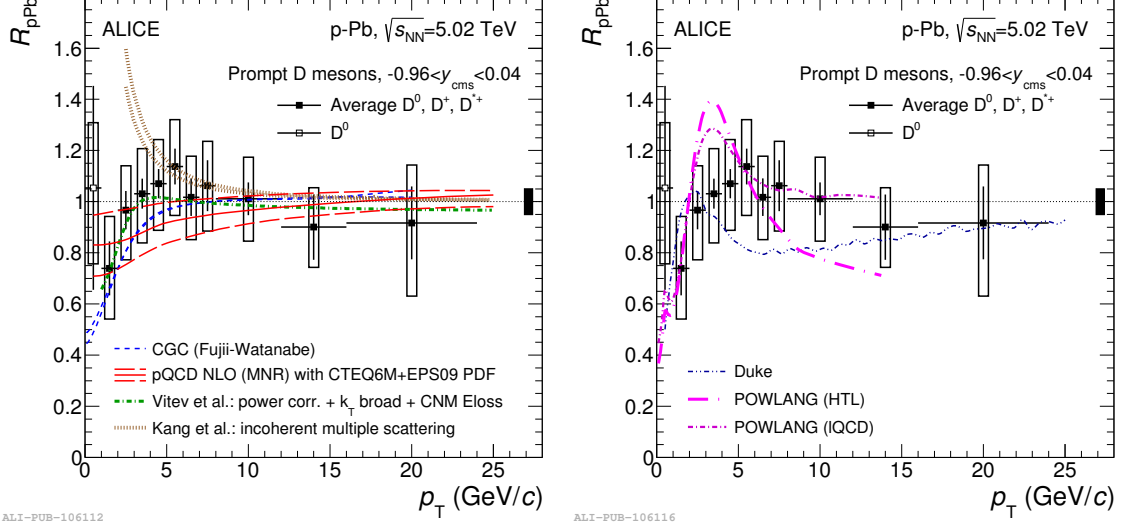 R_pPb
ALICE
p-Pb, √s_NN=5.02 TeV
Prompt D mesons, -0.96<y_cms<0.04
Average D⁰, D⁺, D*⁺
D⁰
1.6
1.4
1.2
1
0.8
0.6
0.4
0.2
0
CGC (Fujii-Watanabe)
pQCD NLO (MNR) with CTEQ6M+EPS09 PDF
Vitev et al.: power corr. + k_T broad + CNM Eloss
Kang et al.: incoherent multiple scattering
0 5 10 15 20 25
p_T (GeV/c)
ALI-PUB-106112
R_pPb
ALICE
p-Pb, √s_NN=5.02 TeV
Prompt D mesons, -0.96<y_cms<0.04
Average D⁰, D⁺, D*⁺
D⁰
1.6
1.4
1.2
1
0.8
0.6
0.4
0.2
0
Duke
POWLANG (HTL)
POWLANG (lQCD)
0 5 10 15 20 25
p_T (GeV/c)
ALI-PUB-106116